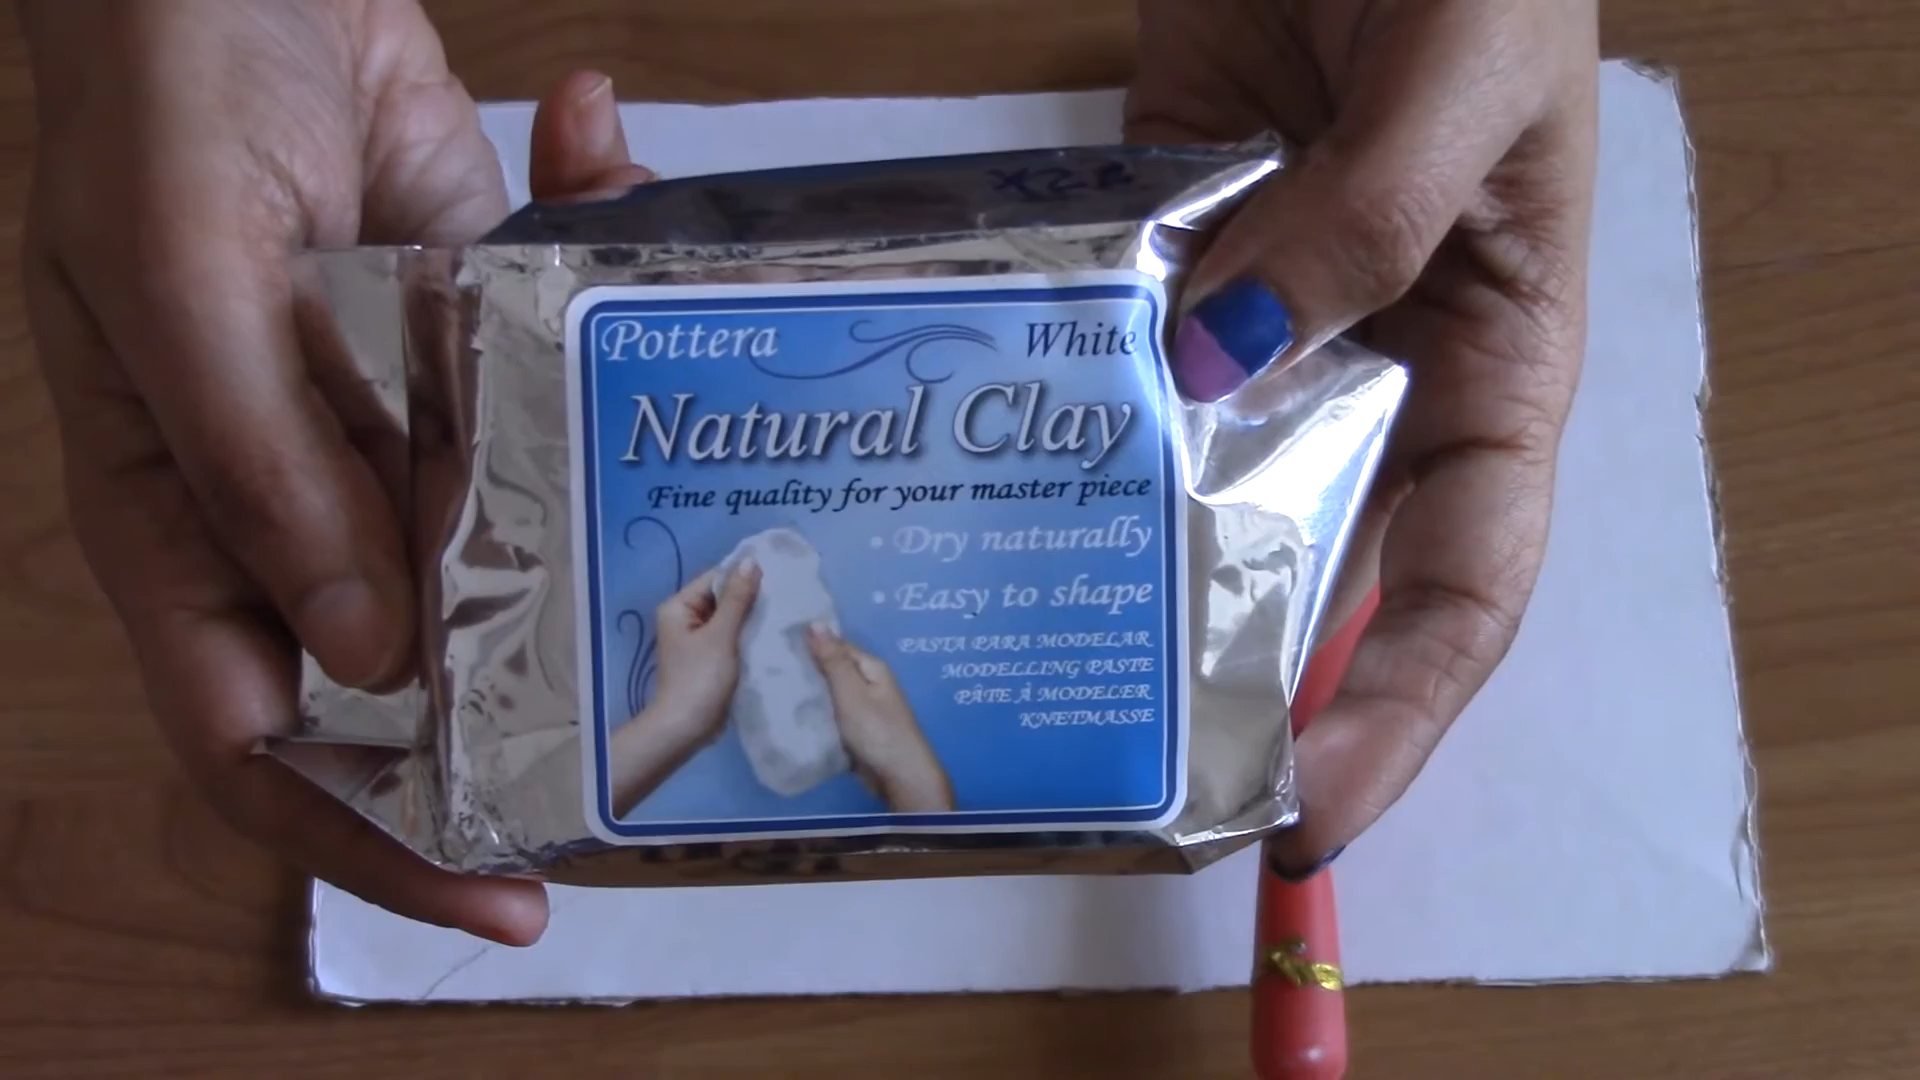 Pottera White
Natural Clay
Fine quality for your master piece
• Dry naturally
• Easy to shape
PASTA PARA MODELAR
MODELLING PASTE
PÂTE À MODELER
KNETMASSE